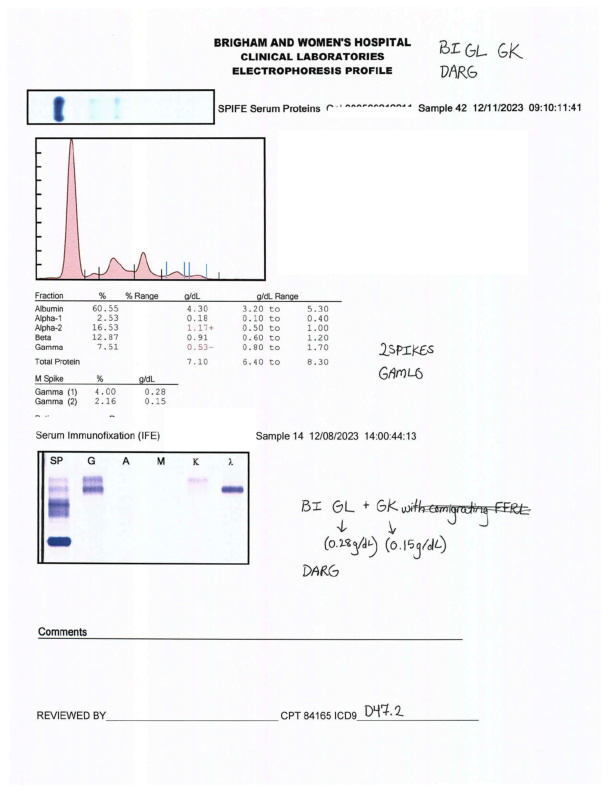 BRIGHAM AND WOMEN'S HOSPITAL
CLINICAL LABORATORIES
ELECTROPHORESIS PROFILE
BI GL GK
DARG
SPIFE Serum Proteins Sample 42 12/11/2023 09:10:11:41
Fraction % % Range g/dL g/dL Range
Albumin 60.55 4.30 3.20 to 5.30
Alpha-1 2.53 0.18 0.10 to 0.40
Alpha-2 16.53 1.17+ 0.50 to 1.00
Beta 12.87 0.91 0.60 to 1.20
Gamma 7.51 0.53- 0.80 to 1.70
Total Protein 7.10 6.40 to 8.30
2SPIKES
GAMLG
M Spike % g/dL
Gamma (1) 4.00 0.28
Gamma (2) 2.16 0.15
Serum Immunofixation (IFE) Sample 14 12/08/2023 14:00:44:13
SP G A M K λ
BI GL + GK with comigrating FFRL
(0.28g/dL) (0.15g/dL)
DARG
Comments
REVIEWED BY CPT 84165 ICD9 D47.2